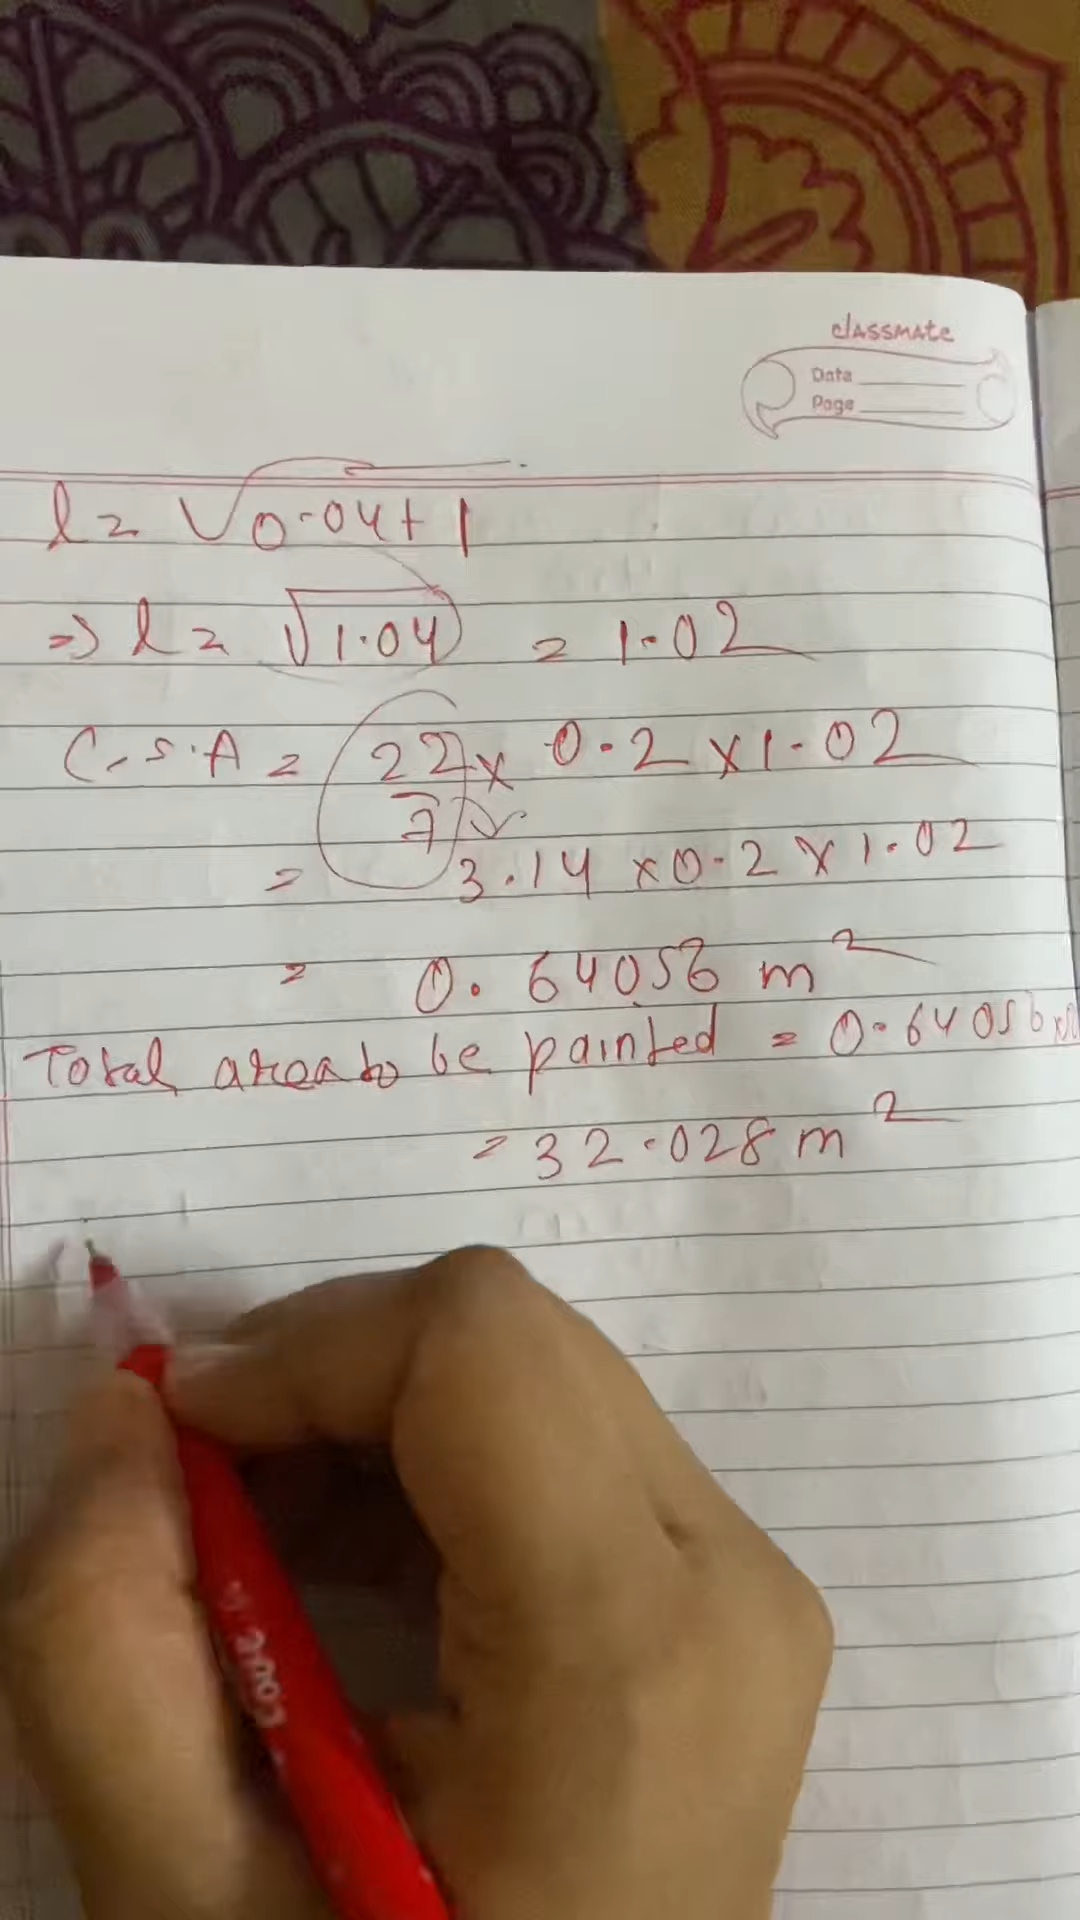 classmate
Date
Page
l = √0.04+1
⇒ l = √1.04 = 1.02
C.S.A = 22/7 × 0.2 × 1.02
= 3.14 × 0.2 × 1.02
= 0.64056 m²
Total area to be painted = 0.64056 ×
= 32.028 m²